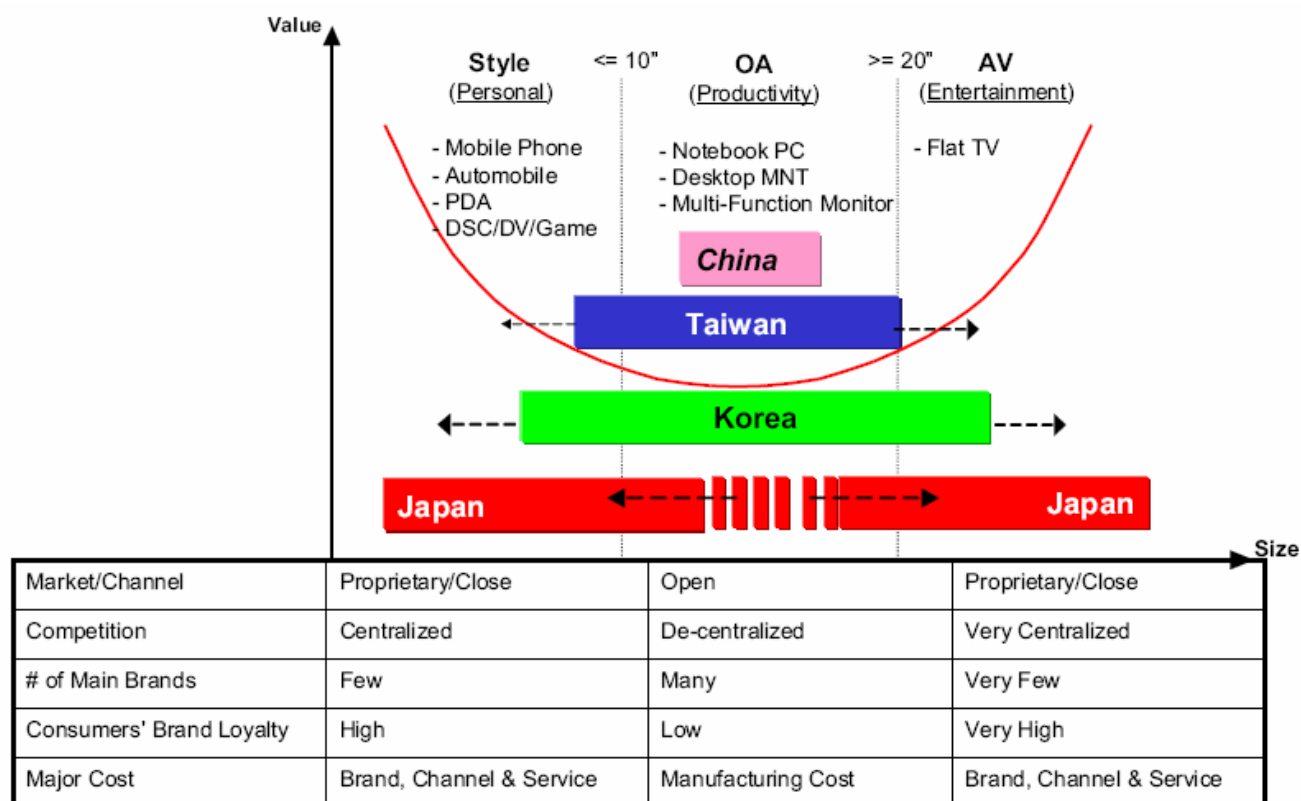 Value
Style
<= 10"
OA
>= 20"
AV
(Personal)
(Productivity)
(Entertainment)
- Mobile Phone
- Automobile
- PDA
- DSC/DV/Game
- Notebook PC
- Desktop MNT
- Multi-Function Monitor
- Flat TV
China
Taiwan
Korea
Japan
Japan
Size
Market/Channel
Proprietary/Close
Open
Proprietary/Close
Competition
Centralized
De-centralized
Very Centralized
# of Main Brands
Few
Many
Very Few
Consumers' Brand Loyalty
High
Low
Very High
Major Cost
Brand, Channel & Service
Manufacturing Cost
Brand, Channel & Service